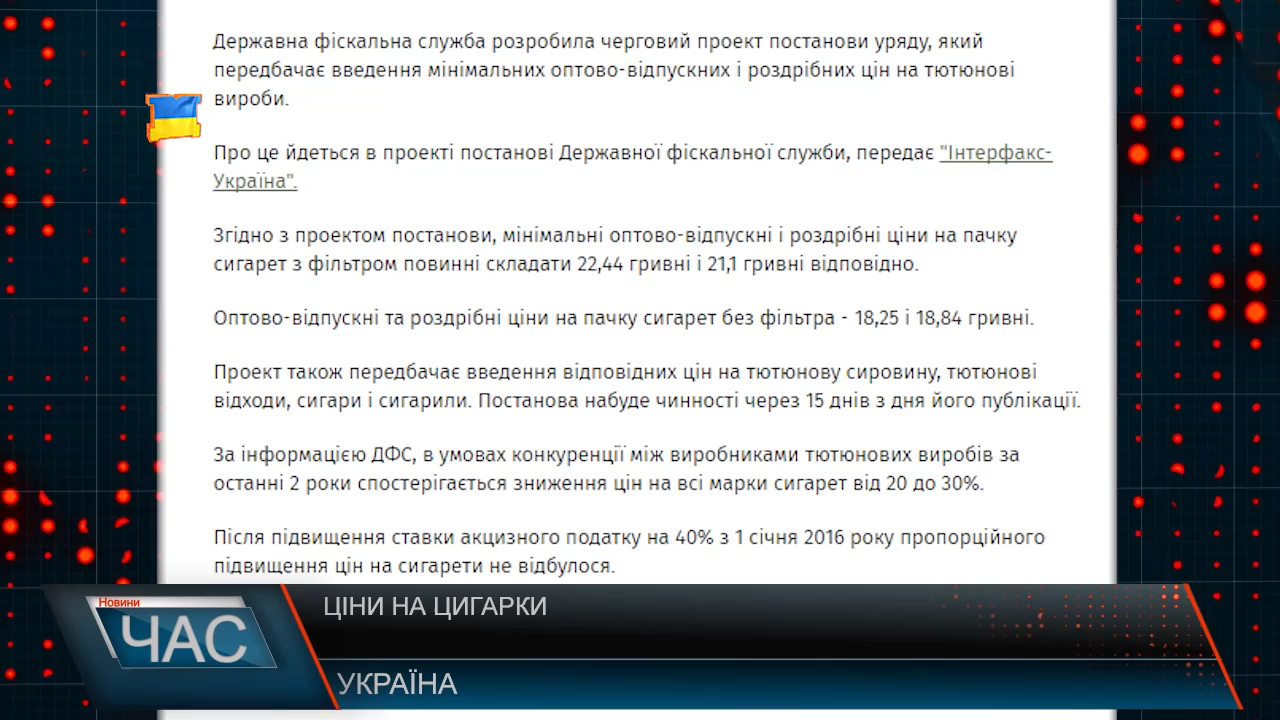 Державна фіскальна служба розробила черговий проект постанови уряду, який
передбачає введення мінімальних оптово-відпускних і роздрібних цін на тютюнові
вироби.
Про це йдеться в проекті постанові Державної фіскальної служби, передає "Інтерфакс-
Україна".
Згідно з проектом постанови, мінімальні оптово-відпускні і роздрібні ціни на пачку
сигарет з фільтром повинні складати 22,44 гривні і 21,1 гривні відповідно.
Оптово-відпускні та роздрібні ціни на пачку сигарет без фільтра - 18,25 і 18,84 гривні.
Проект також передбачає введення відповідних цін на тютюнову сировину, тютюнові
відходи, сигари і сигарили. Постанова набуде чинності через 15 днів з дня його публікації.
За інформацією ДФС, в умовах конкуренції між виробниками тютюнових виробів за
останні 2 роки спостерігається зниження цін на всі марки сигарет від 20 до 30%.
Після підвищення ставки акцизного податку на 40% з 1 січня 2016 року пропорційного
підвищення цін на сигарети не відбулося.
Новини
ЧАС
ЦІНИ НА ЦИГАРКИ
УКРАЇНА